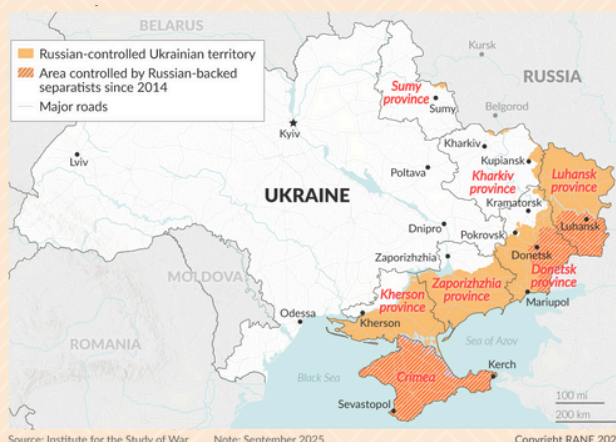 BELARUS
Russian-controlled Ukrainian territory
Area controlled by Russian-backed
separatists since 2014
Major roads
Kursk
RUSSIA
Sumy
province
Sumy
Belgorod
Kyiv
Lviv
Kharkiv
Kupiansk
Poltava
Kharkiv
province
Luhansk
province
UKRAINE
Kramatorsk
Dnipro
Pokrovsk
Luhansk
Zaporizhzhia
Donetsk
Donetsk
province
MOLDOVA
Kherson
province
Zaporizhzhia
province
Mariupol
Odessa
Kherson
ROMANIA
Sea of Azov
Black Sea
Crimea
Kerch
Sevastopol
100 mi
200 km
Source: Institute for the Study of War
Note: September 2025
Copyright RANE